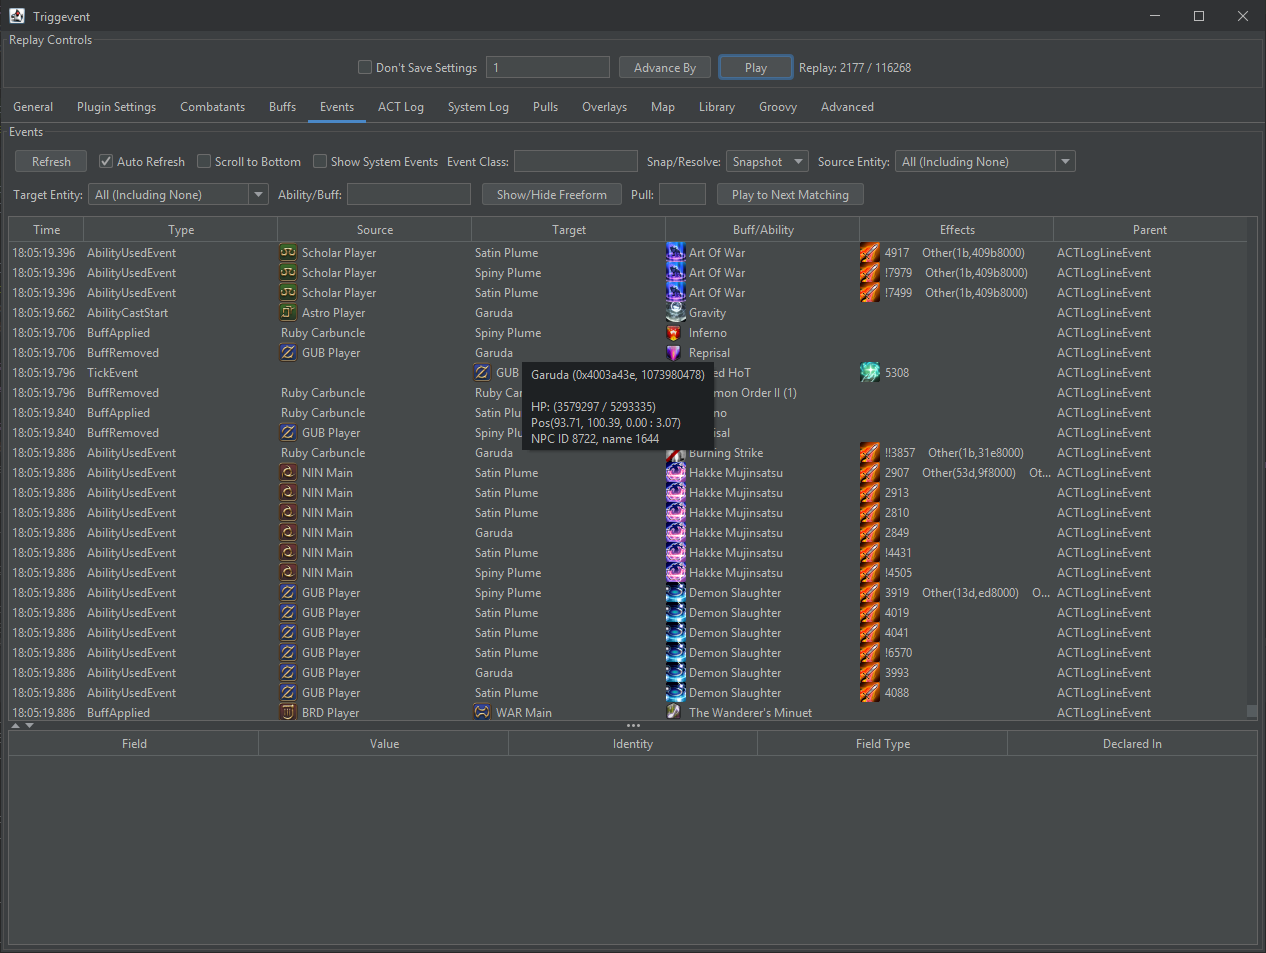 Triggevent
Replay Controls
Don't Save Settings 1 Advance By Play Replay: 2177 / 116268
General Plugin Settings Combatants Buffs Events ACT Log System Log Pulls Overlays Map Library Groovy Advanced
Events
Refresh Auto Refresh Scroll to Bottom Show System Events Event Class: Snap/Resolve: Snapshot Source Entity: All (Including None)
Target Entity: All (Including None) Ability/Buff: Show/Hide Freeform Pull: Play to Next Matching
Time Type Source Target Buff/Ability Effects Parent
18:05:19.396 AbilityUsedEvent Scholar Player Satin Plume Art Of War 4917 Other(1b,409b8000) ACTLogLineEvent
18:05:19.396 AbilityUsedEvent Scholar Player Spiny Plume Art Of War !7979 Other(1b,409b8000) ACTLogLineEvent
18:05:19.396 AbilityUsedEvent Scholar Player Satin Plume Art Of War !7499 Other(1b,409b8000) ACTLogLineEvent
18:05:19.662 AbilityCastStart Astro Player Garuda Gravity ACTLogLineEvent
18:05:19.706 BuffApplied Ruby Carbuncle Spiny Plume Inferno ACTLogLineEvent
18:05:19.706 BuffRemoved GUB Player Garuda Reprisal ACTLogLineEvent
18:05:19.796 TickEvent GUB ed HoT 5308 ACTLogLineEvent
18:05:19.796 BuffRemoved Ruby Carbuncle Ruby Car mon Order II (1) ACTLogLineEvent
18:05:19.840 BuffApplied Ruby Carbuncle Satin Plu no ACTLogLineEvent
18:05:19.840 BuffRemoved GUB Player Spiny Plu sal ACTLogLineEvent
Garuda (0x4003a43e, 1073980478)
HP: (3579297 / 5293335)
Pos(93.71, 100.39, 0.00 : 3.07)
NPC ID 8722, name 1644
18:05:19.886 AbilityUsedEvent Ruby Carbuncle Garuda Burning Strike !!3857 Other(1b,31e8000) ACTLogLineEvent
18:05:19.886 AbilityUsedEvent NIN Main Satin Plume Hakke Mujinsatsu 2907 Other(53d,9f8000) Ot... ACTLogLineEvent
18:05:19.886 AbilityUsedEvent NIN Main Satin Plume Hakke Mujinsatsu 2913 ACTLogLineEvent
18:05:19.886 AbilityUsedEvent NIN Main Satin Plume Hakke Mujinsatsu 2810 ACTLogLineEvent
18:05:19.886 AbilityUsedEvent NIN Main Garuda Hakke Mujinsatsu 2849 ACTLogLineEvent
18:05:19.886 AbilityUsedEvent NIN Main Satin Plume Hakke Mujinsatsu !4431 ACTLogLineEvent
18:05:19.886 AbilityUsedEvent NIN Main Spiny Plume Hakke Mujinsatsu !4505 ACTLogLineEvent
18:05:19.886 AbilityUsedEvent GUB Player Spiny Plume Demon Slaughter 3919 Other(13d,ed8000) O... ACTLogLineEvent
18:05:19.886 AbilityUsedEvent GUB Player Satin Plume Demon Slaughter 4019 ACTLogLineEvent
18:05:19.886 AbilityUsedEvent GUB Player Satin Plume Demon Slaughter 4041 ACTLogLineEvent
18:05:19.886 AbilityUsedEvent GUB Player Satin Plume Demon Slaughter !6570 ACTLogLineEvent
18:05:19.886 AbilityUsedEvent GUB Player Garuda Demon Slaughter 3993 ACTLogLineEvent
18:05:19.886 AbilityUsedEvent GUB Player Satin Plume Demon Slaughter 4088 ACTLogLineEvent
18:05:19.886 BuffApplied BRD Player WAR Main The Wanderer's Minuet ACTLogLineEvent
Field Value Identity Field Type Declared In